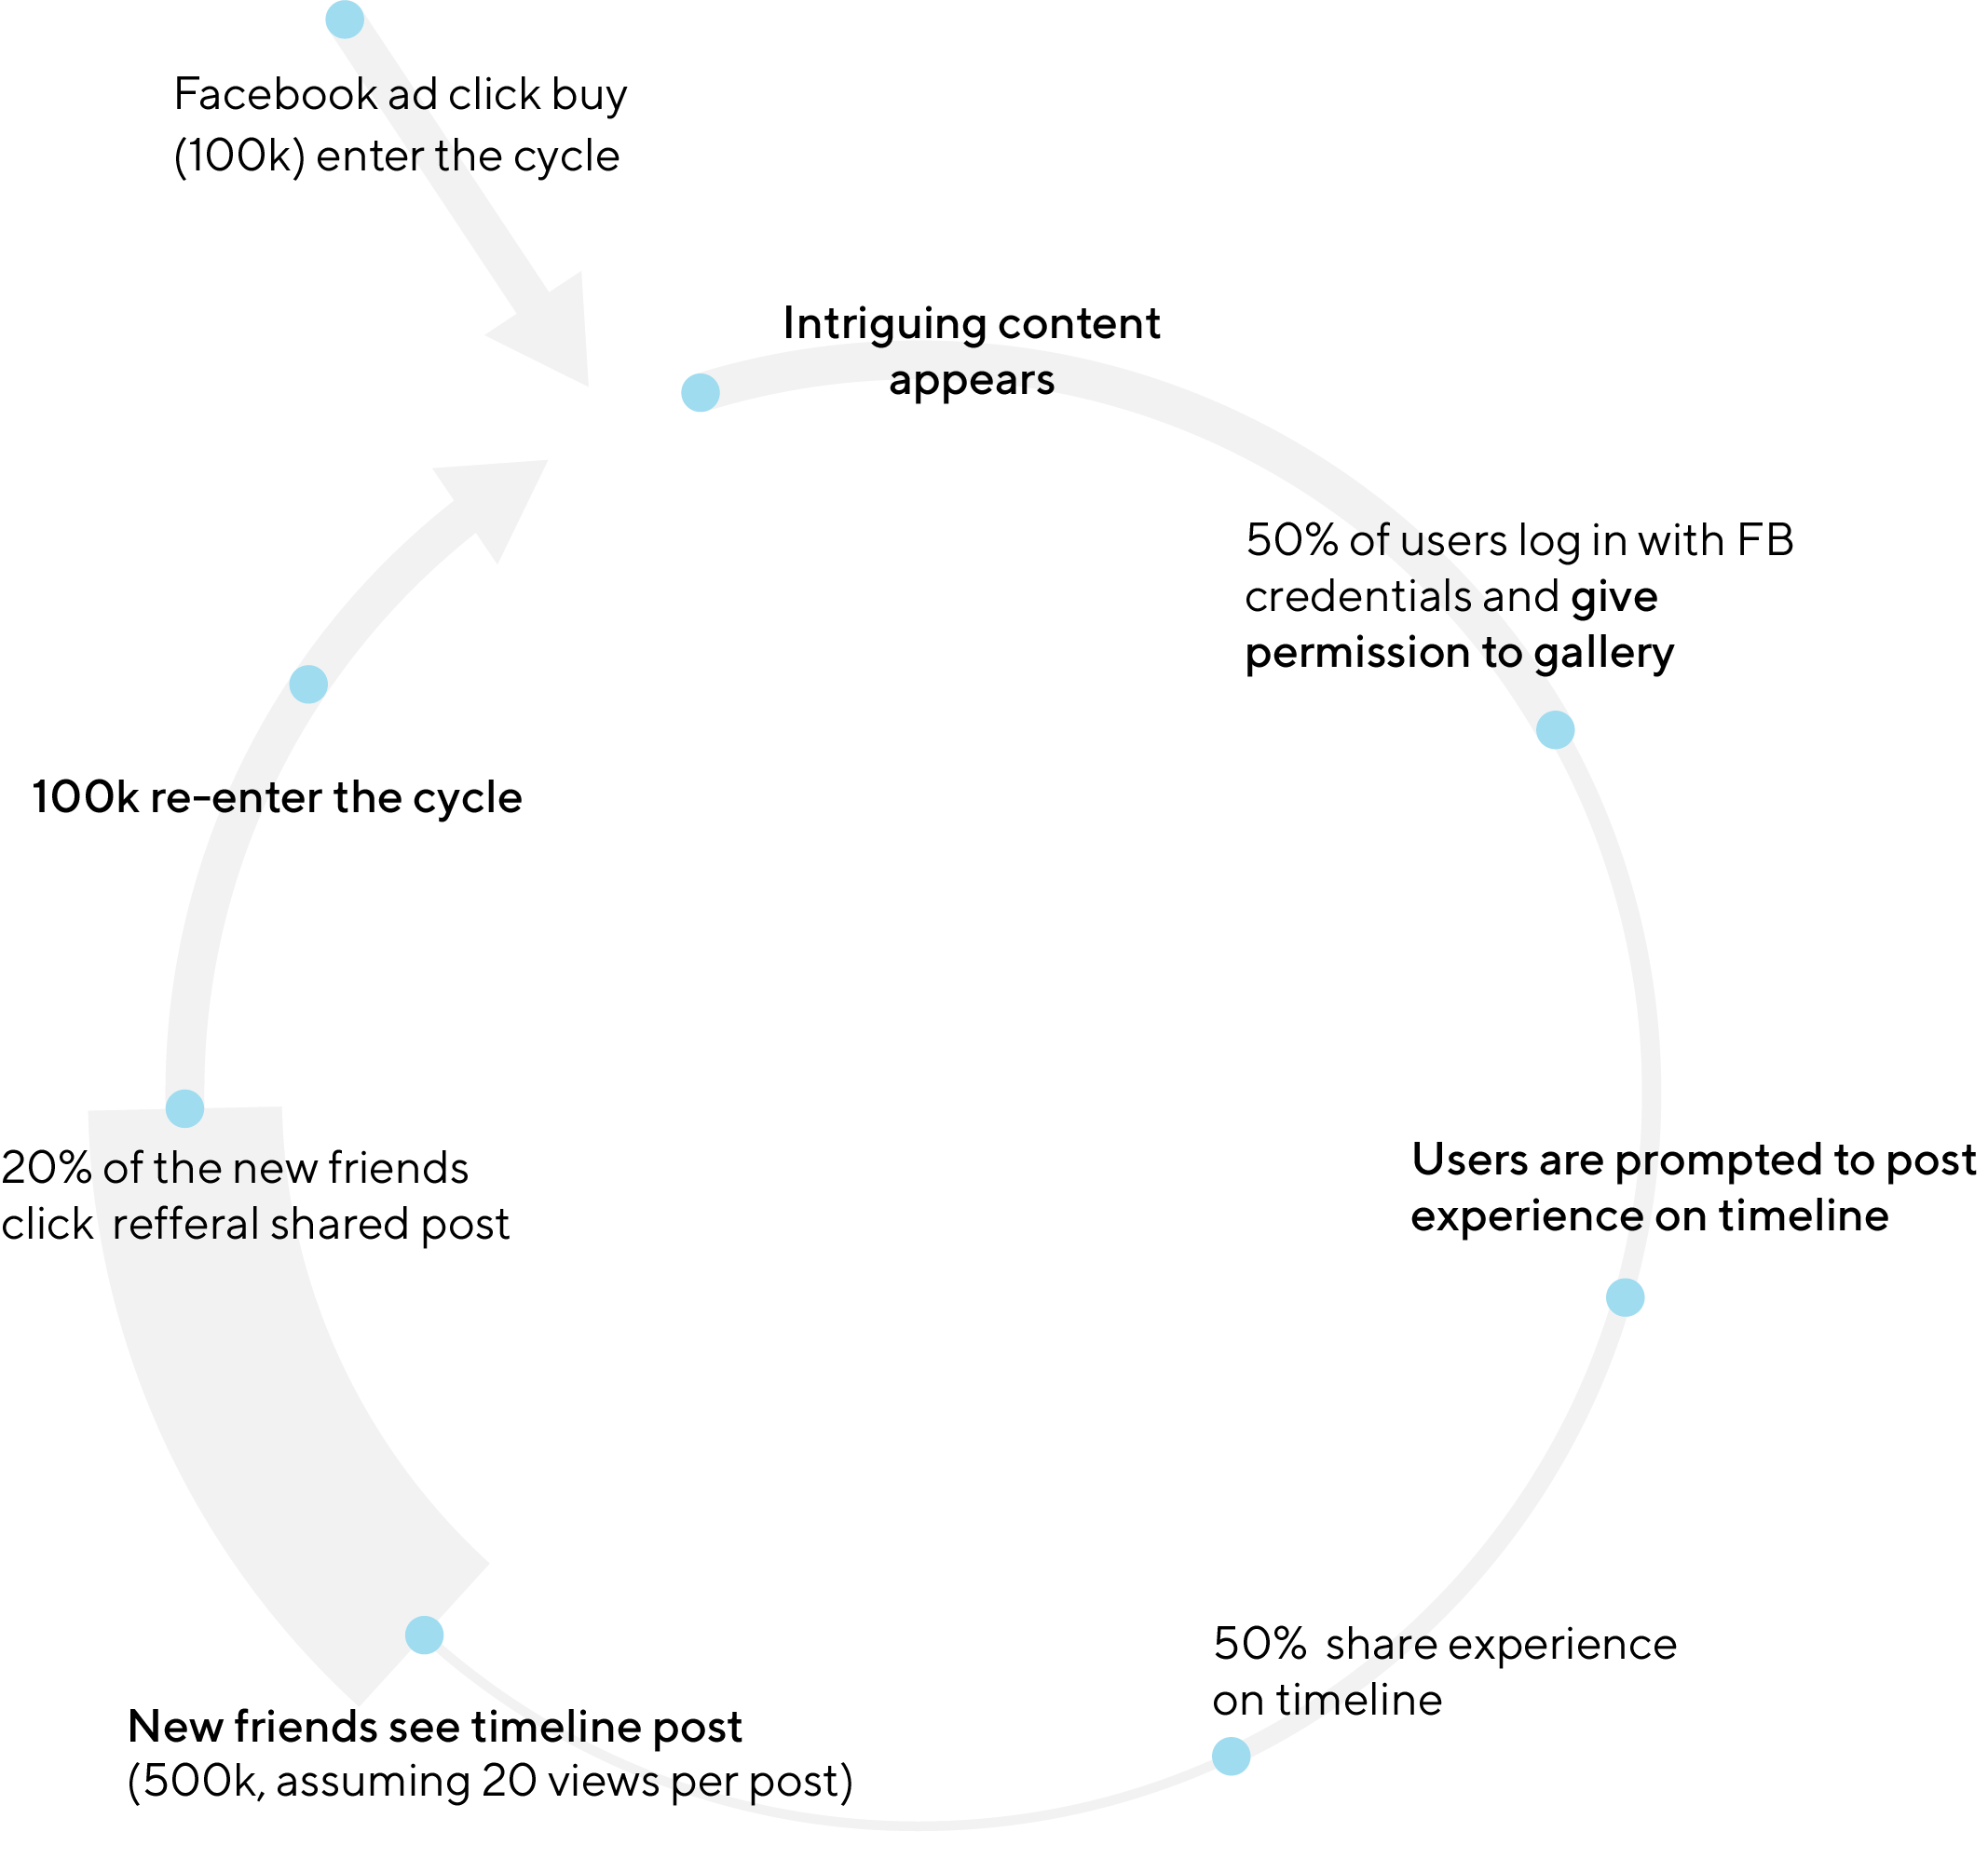 Facebook ad click buy
(100k) enter the cycle
Intriguing content
appears
50% of users log in with FB
credentials and give
permission to gallery
Users are prompted to post
experience on timeline
50% share experience
on timeline
New friends see timeline post
(500k, assuming 20 views per post)
20% of the new friends
click refferal shared post
100k re-enter the cycle